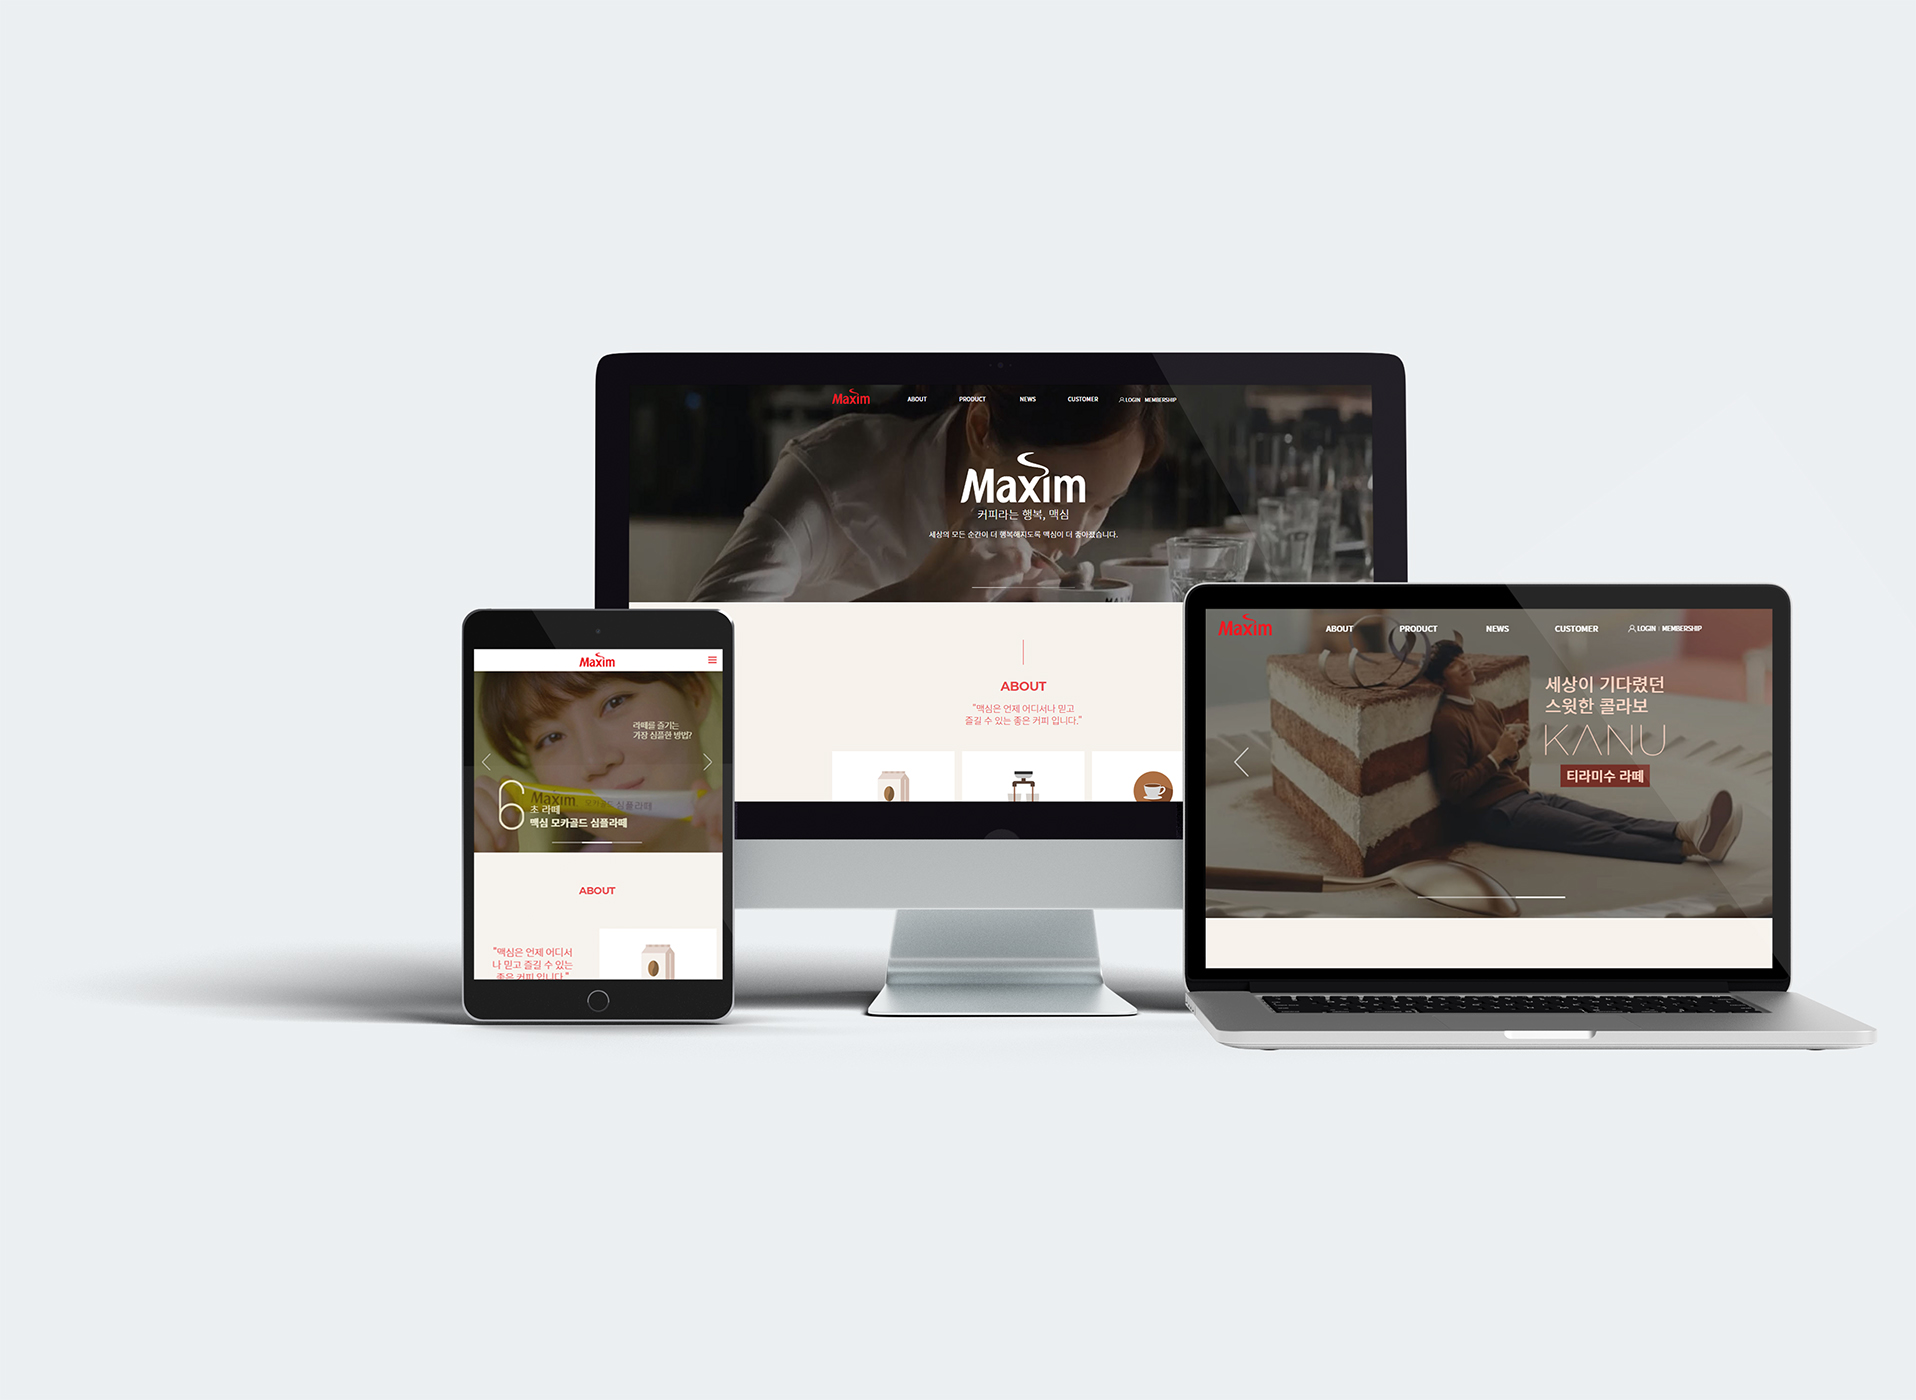 Maxim
ABOUT PRODUCT NEWS CUSTOMER LOGIN MEMBERSHIP
Maxim
커피라는 행복, 맥심
세상의 모든 순간이 더 행복해지도록 맥심이 더 좋아졌습니다.
ABOUT
"맥심은 언제 어디서나 믿고
즐길 수 있는 좋은 커피 입니다."
Maxim
라떼를 즐기는
가장 심플한 방법?
Maxim 모카골드 심플라떼
6초 라떼
맥심 모카골드 심플라떼
ABOUT
"맥심은 언제 어디서
나 믿고 즐길 수 있는
좋은 커피 입니다."
Maxim ABOUT PRODUCT NEWS CUSTOMER LOGIN | MEMBERSHIP
세상이 기다렸던
스윗한 콜라보
KANU
티라미수 라떼